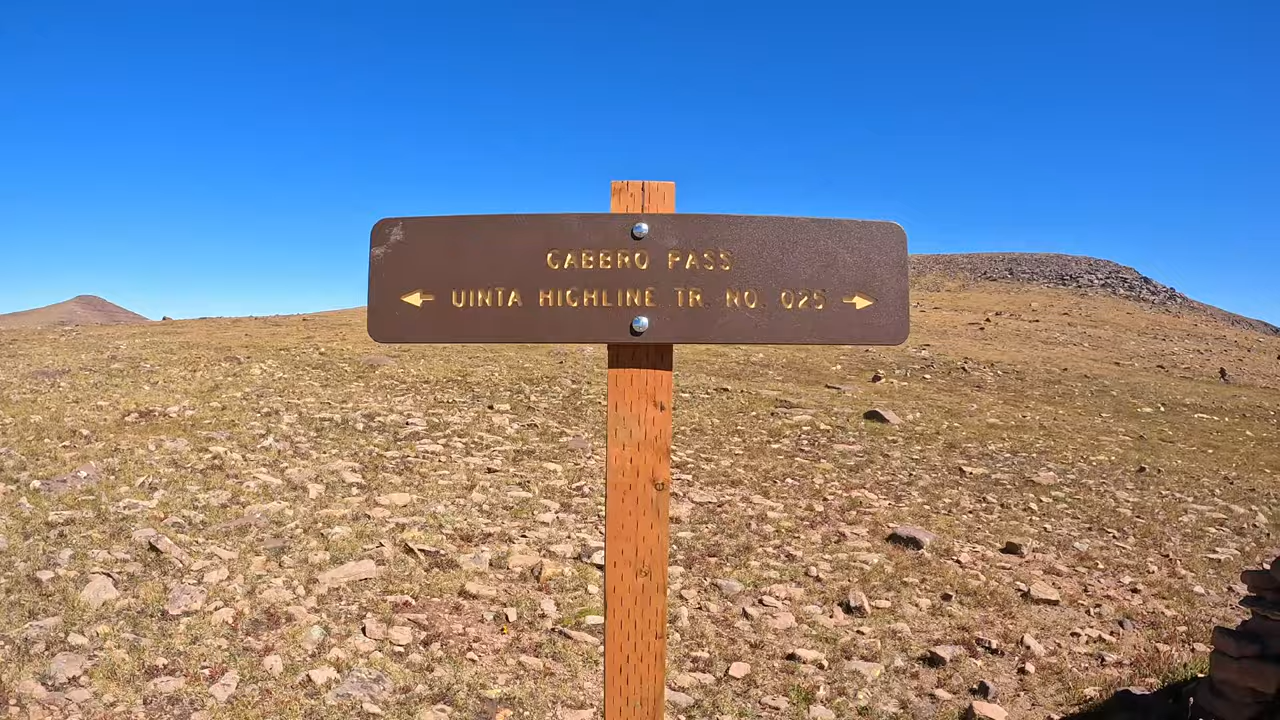 GABBRO PASS
← UINTA HIGHLINE TR. NO. 025 →